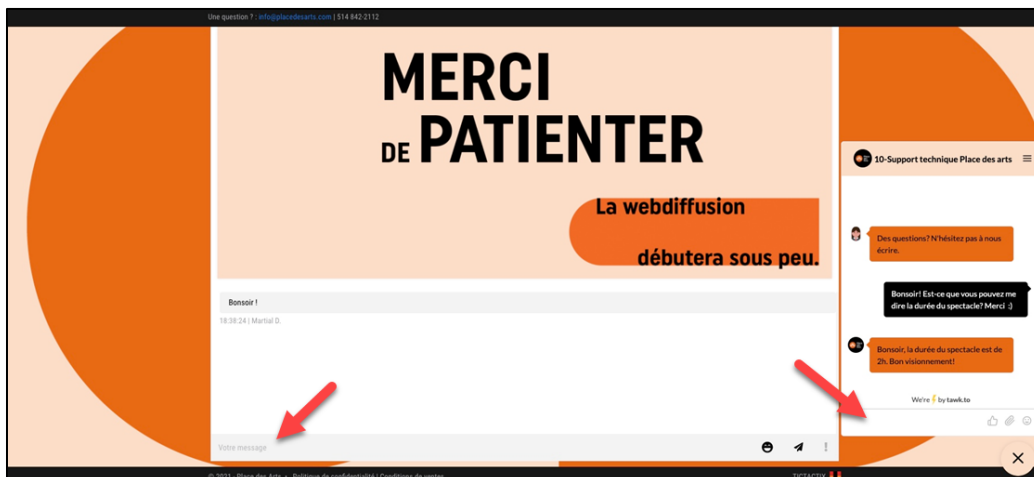 Une question ? : info@placedesarts.com | 514 842-2112
MERCI
DE PATIENTER
La webdiffusion
débutera sous peu.
Bonsoir !
18:38:24 | Martial D.
Votre message
10-Support technique Place des arts
Des questions? N'hésitez pas à nous
écrire.
Bonsoir! Est-ce que vous pouvez me
dire la durée du spectacle? Merci :)
Bonsoir, la durée du spectacle est de
2h. Bon visionnement!
We're by tawk.to
© 2021 - Place des Arts • Politique de confidentialité | Conditions de ventes
TICTACTIX